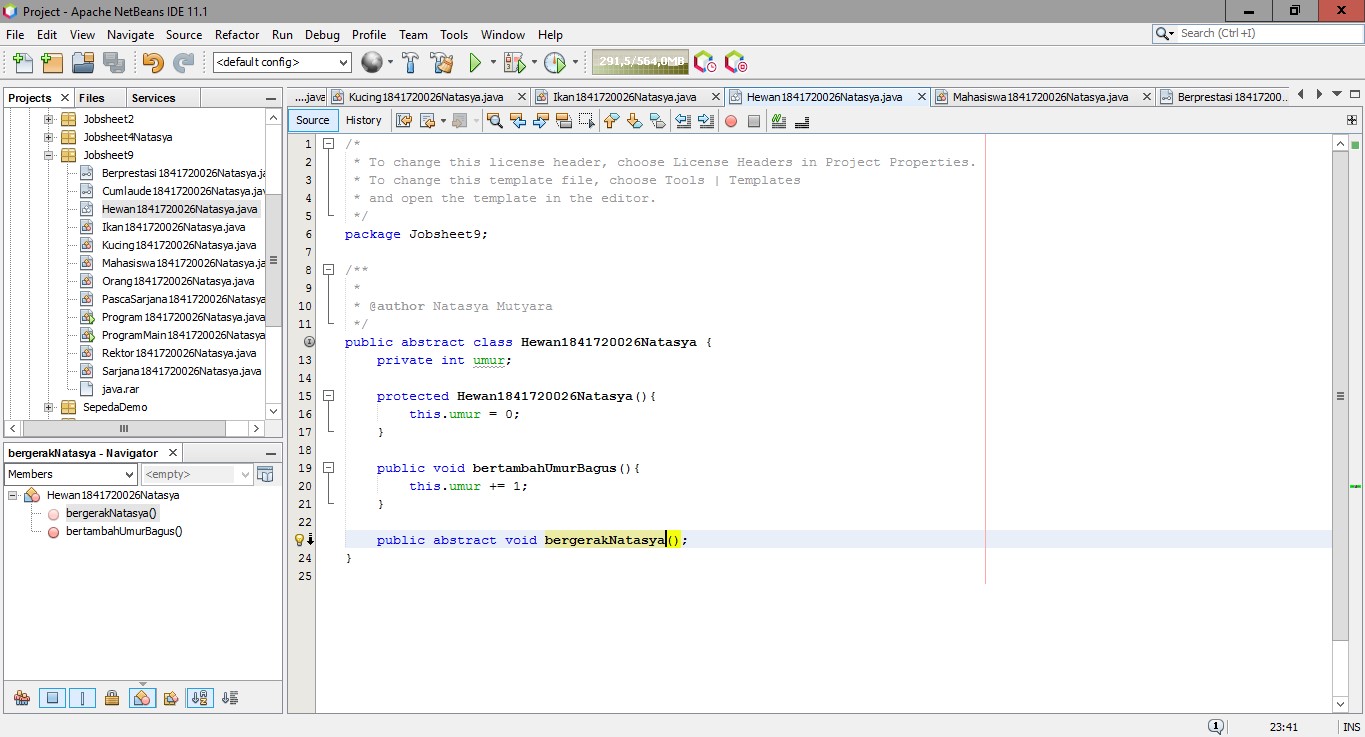 Project - Apache NetBeans IDE 11.1
File Edit View Navigate Source Refactor Run Debug Profile Team Tools Window Help
Search (Ctrl+I)
<default config>
291,5/564,0MB
Projects Files Services
Jobsheet2
Jobsheet4Natasya
Jobsheet9
Berprestasi1841720026Natasya.java
Cumlaude1841720026Natasya.jav
Hewan1841720026Natasya.java
Ikan1841720026Natasya.java
Kucing1841720026Natasya.java
Mahasiswa1841720026Natasya.ja
Orang1841720026Natasya.java
PascaSarjana1841720026Natasya
Program1841720026Natasya.java
ProgramMain1841720026Natasya
Rektor1841720026Natasya.java
Sarjana1841720026Natasya.java
java.rar
SepedaDemo
bergerakNatasya - Navigator
Members <empty>
Hewan1841720026Natasya
bergerakNatasya()
bertambahUmurBagus()
....java Kucing1841720026Natasya.java Ikan1841720026Natasya.java Hewan1841720026Natasya.java Mahasiswa1841720026Natasya.java Berprestasi18417200...
Source History
1 /*
2 * To change this license header, choose License Headers in Project Properties.
3 * To change this template file, choose Tools | Templates
4 * and open the template in the editor.
5 */
6 package Jobsheet9;
7
8 /**
9 *
10 * @author Natasya Mutyara
11 */
public abstract class Hewan1841720026Natasya {
13 private int umur;
14
15 protected Hewan1841720026Natasya(){
16 this.umur = 0;
17 }
18
19 public void bertambahUmurBagus(){
20 this.umur += 1;
21 }
22
public abstract void bergerakNatasya();
24 }
25
1 23:41 INS